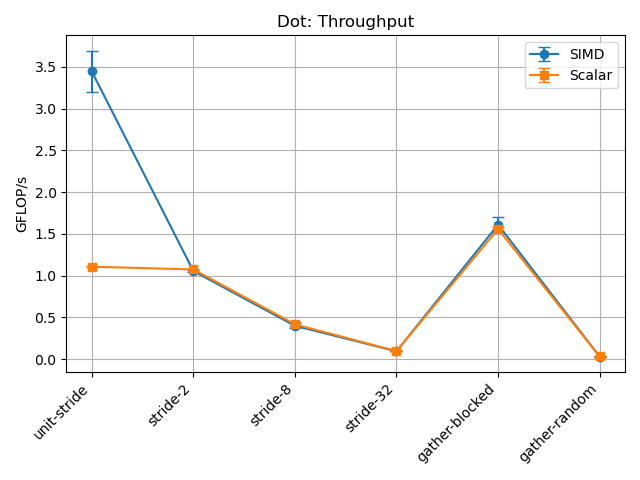 Dot: Throughput
SIMD
Scalar
GFLOP/s
3.5
3.0
2.5
2.0
1.5
1.0
0.5
0.0
unit-stride
stride-2
stride-8
stride-32
gather-blocked
gather-random